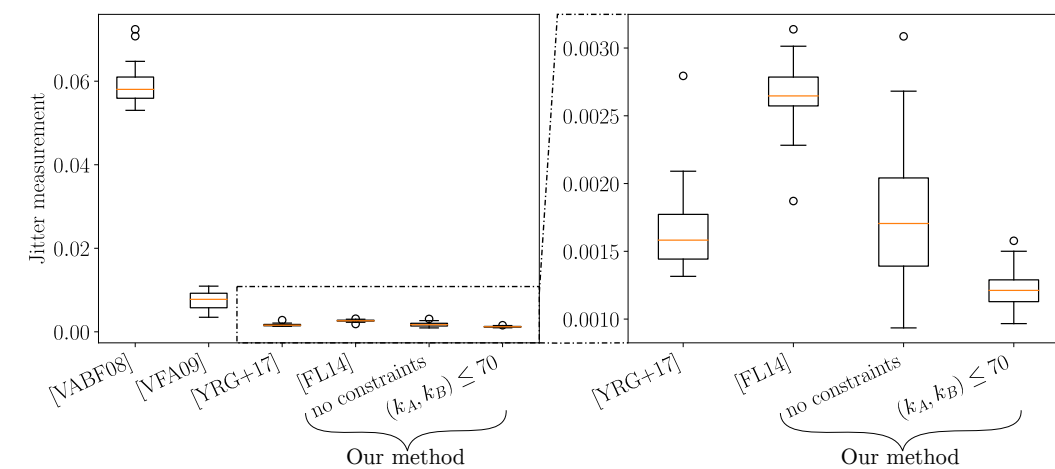 Jitter measurement
0.06
0.04
0.02
0.00
[VABF08]
[VFA09]
[YRG+17]
[FL14]
no constraints
(k_A, k_B) ≤ 70
Our method
0.0030
0.0025
0.0020
0.0015
0.0010
[YRG+17]
[FL14]
no constraints
(k_A, k_B) ≤ 70
Our method